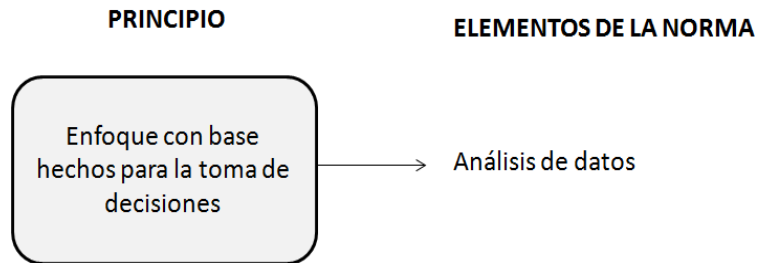 PRINCIPIO
ELEMENTOS DE LA NORMA
Enfoque con base
hechos para la toma de
decisiones
Análisis de datos